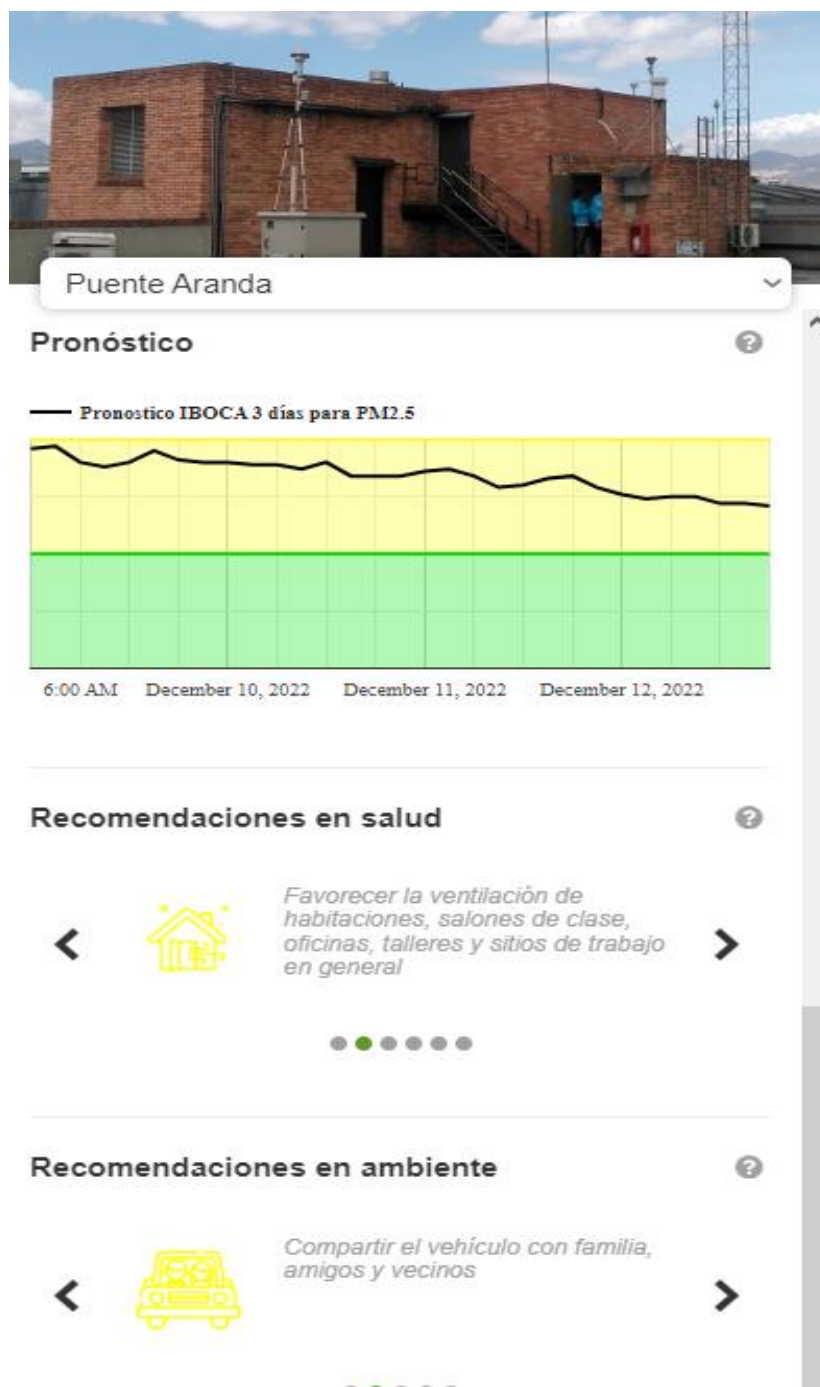 Puente Aranda
Pronóstico
Pronostico IBOCA 3 días para PM2.5
6:00 AM December 10, 2022 December 11, 2022 December 12, 2022
Recomendaciones en salud
Favorecer la ventilación de
habitaciones, salones de clase,
oficinas, talleres y sitios de trabajo
en general
Recomendaciones en ambiente
Compartir el vehículo con familia,
amigos y vecinos